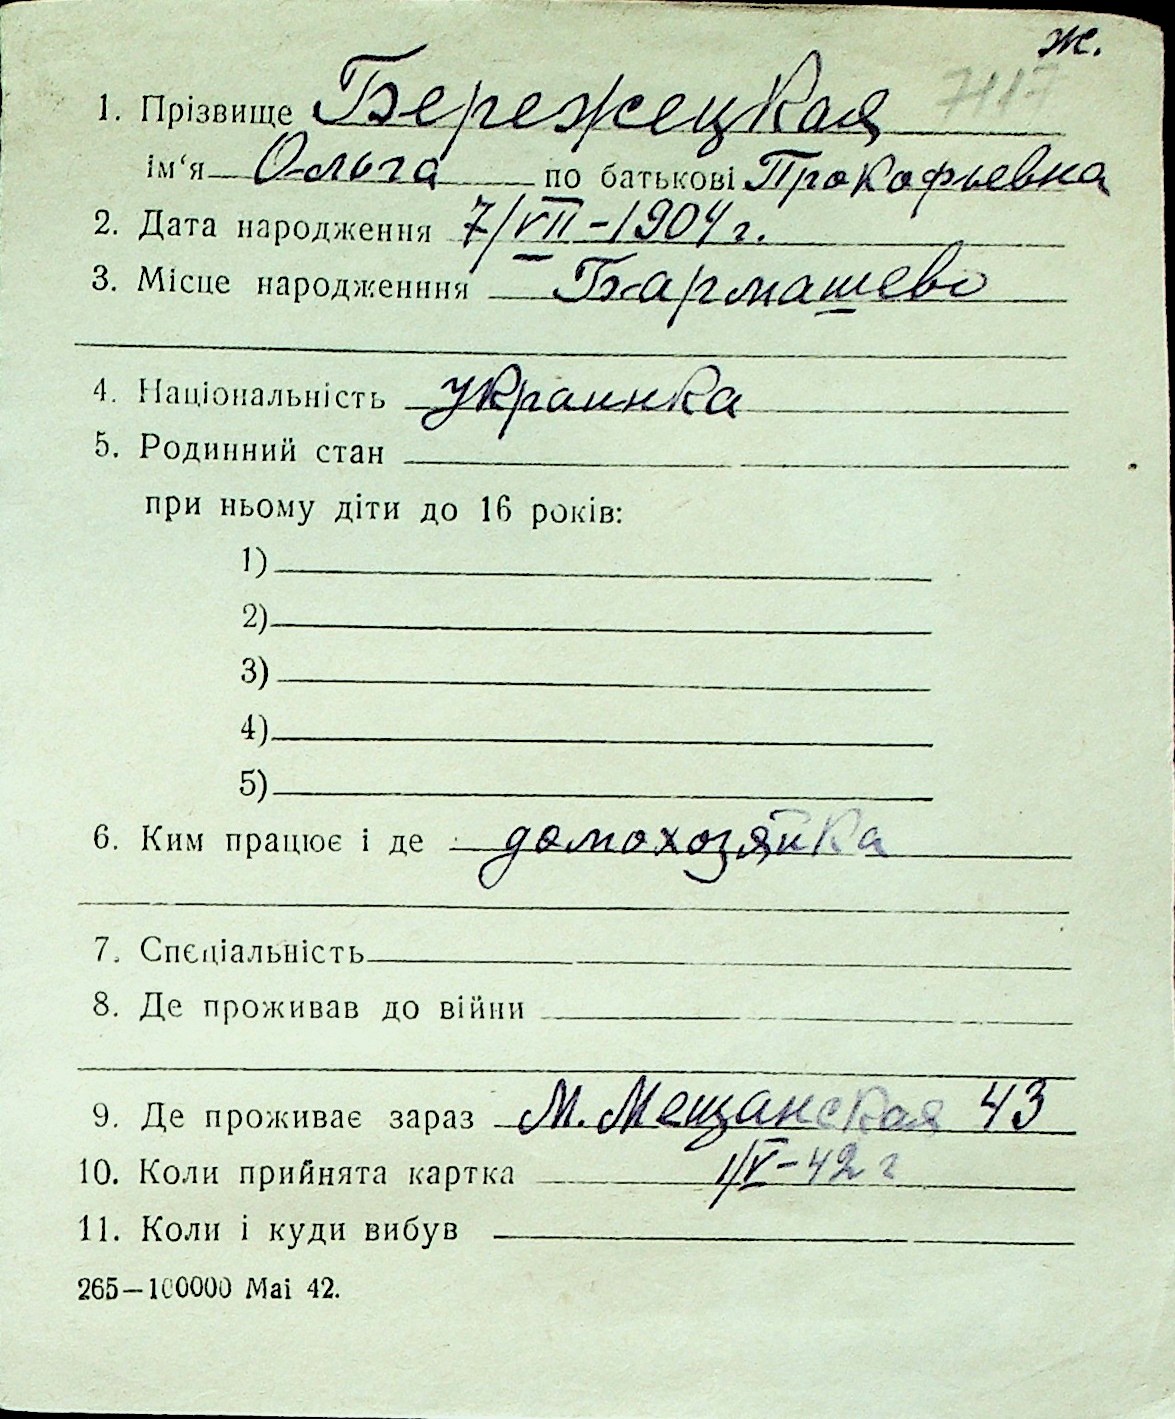 ж.
7117
1. Прізвище Бережецкая
ім‘я Ольга по батькові Прокофьевна
2. Дата народження 7/VII-1904 г.
3. Місце народженння Бармашево
4. Національність украинка
5. Родинний стан
при ньому діти до 16 років:
1)
2)
3)
4)
5)
6. Ким працює і де домохозяйка
7. Спєціальність
8. Де проживав до війни
9. Де проживає зараз М. Мещанская 43
10. Коли прийнята картка 1/V-42 г
11. Коли і куди вибув
265—100000 Mai 42.